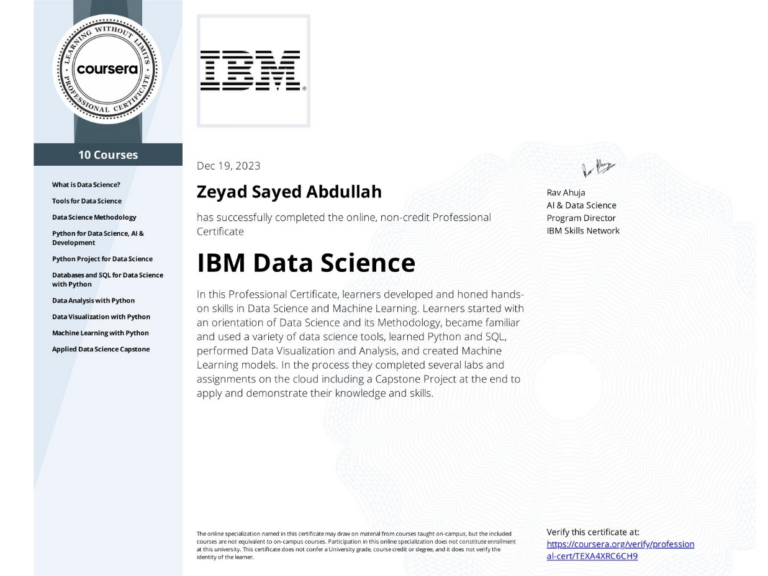 LEARNING WITHOUT LIMITS
coursera
PROFESSIONAL CERTIFICATE
IBM
10 Courses
What is Data Science?
Tools for Data Science
Data Science Methodology
Python for Data Science, AI &
Development
Python Project for Data Science
Databases and SQL for Data Science
with Python
Data Analysis with Python
Data Visualization with Python
Machine Learning with Python
Applied Data Science Capstone
Dec 19, 2023
Zeyad Sayed Abdullah
has successfully completed the online, non-credit Professional
Certificate
IBM Data Science
In this Professional Certificate, learners developed and honed hands-
on skills in Data Science and Machine Learning. Learners started with
an orientation of Data Science and its Methodology, became familiar
and used a variety of data science tools, learned Python and SQL,
performed Data Visualization and Analysis, and created Machine
Learning models. In the process they completed several labs and
assignments on the cloud including a Capstone Project at the end to
apply and demonstrate their knowledge and skills.
Rav Ahuja
AI & Data Science
Program Director
IBM Skills Network
The online specialization named in this certificate may draw on material from courses taught on-campus, but the included
courses are not equivalent to on-campus courses. Participation in this online specialization does not constitute enrollment
at this university. This certificate does not confer a University grade, course credit or degree, and it does not verify the
identity of the learner.
Verify this certificate at:
https://coursera.org/verify/profession
al-cert/TEXA4XRC6CH9